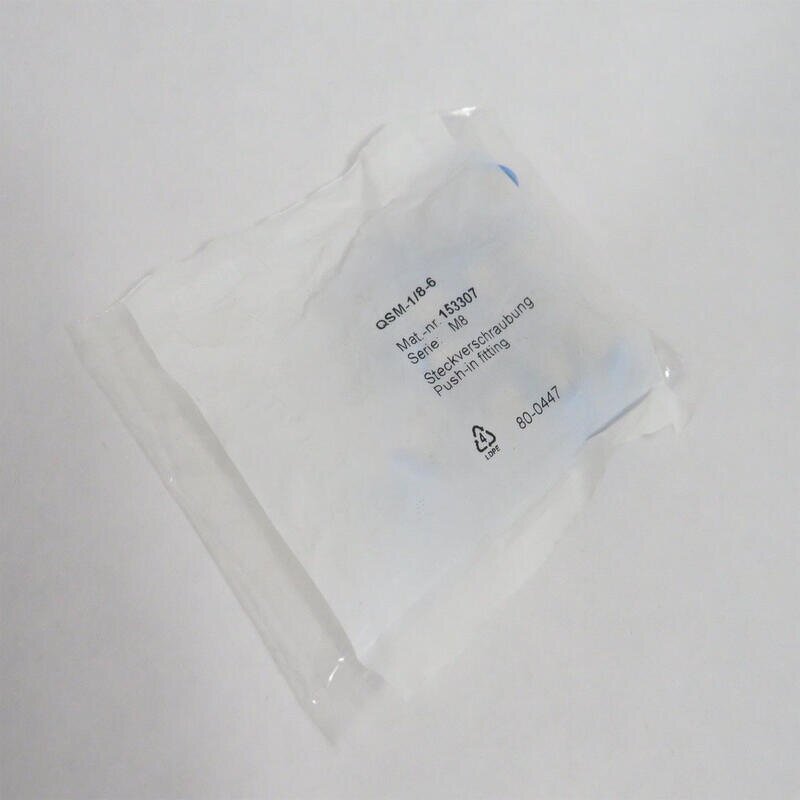 QSM-1/8-6
Mat.-nr. 153307
Serie: M8
Steckverschraubung
Push-in fitting
4
LDPE
80-0447